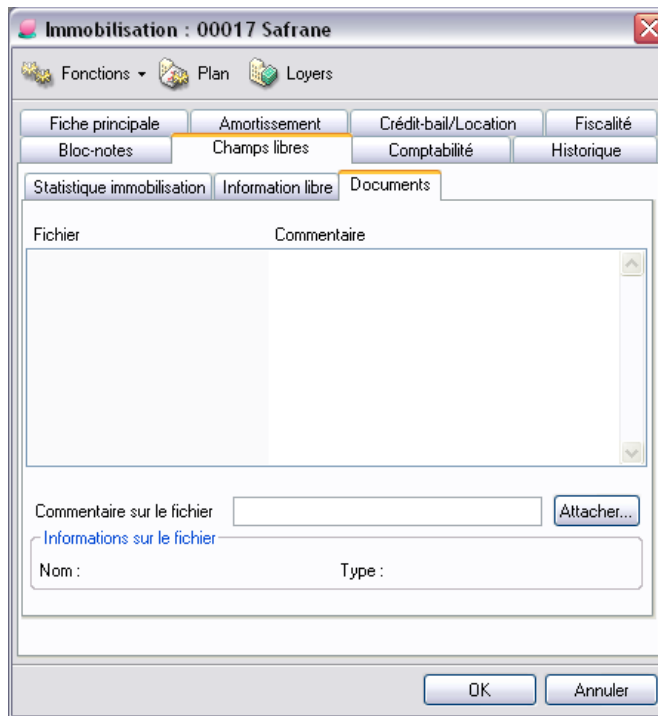 Immobilisation : 00017 Safrane
Fonctions Plan Loyers
Fiche principale Amortissement Crédit-bail/Location Fiscalité
Bloc-notes Champs libres Comptabilité Historique
Statistique immobilisation Information libre Documents
Fichier Commentaire
Commentaire sur le fichier Attacher...
Informations sur le fichier
Nom : Type :
OK Annuler